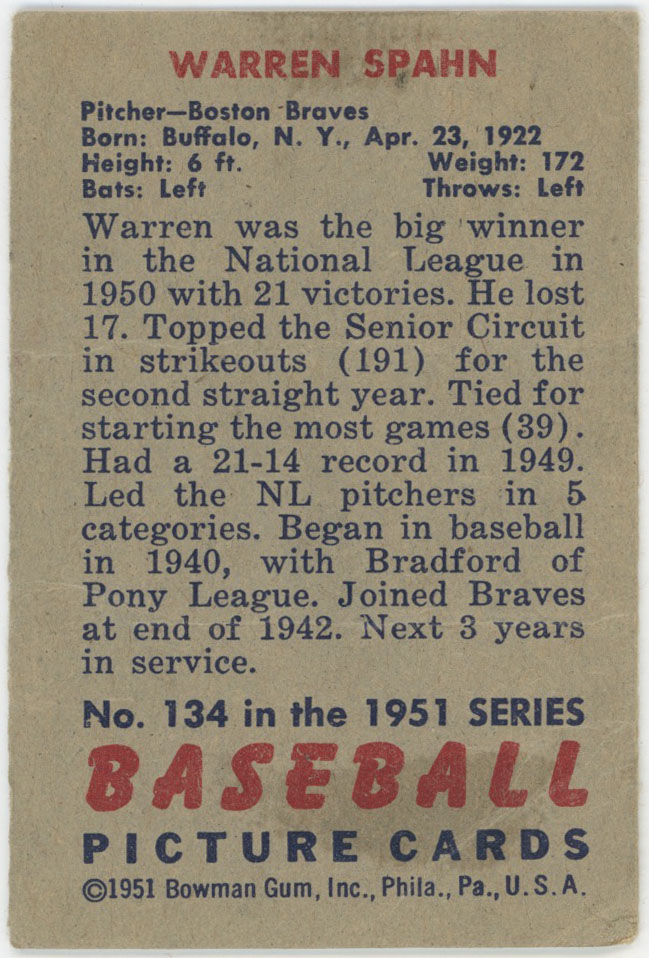 WARREN SPAHN
Pitcher—Boston Braves
Born: Buffalo, N. Y., Apr. 23, 1922
Height: 6 ft. Weight: 172
Bats: Left Throws: Left
Warren was the big winner
in the National League in
1950 with 21 victories. He lost
17. Topped the Senior Circuit
in strikeouts (191) for the
second straight year. Tied for
starting the most games (39).
Had a 21-14 record in 1949.
Led the NL pitchers in 5
categories. Began in baseball
in 1940, with Bradford of
Pony League. Joined Braves
at end of 1942. Next 3 years
in service.
No. 134 in the 1951 SERIES
BASEBALL
PICTURE CARDS
©1951 Bowman Gum, Inc., Phila., Pa., U.S.A.